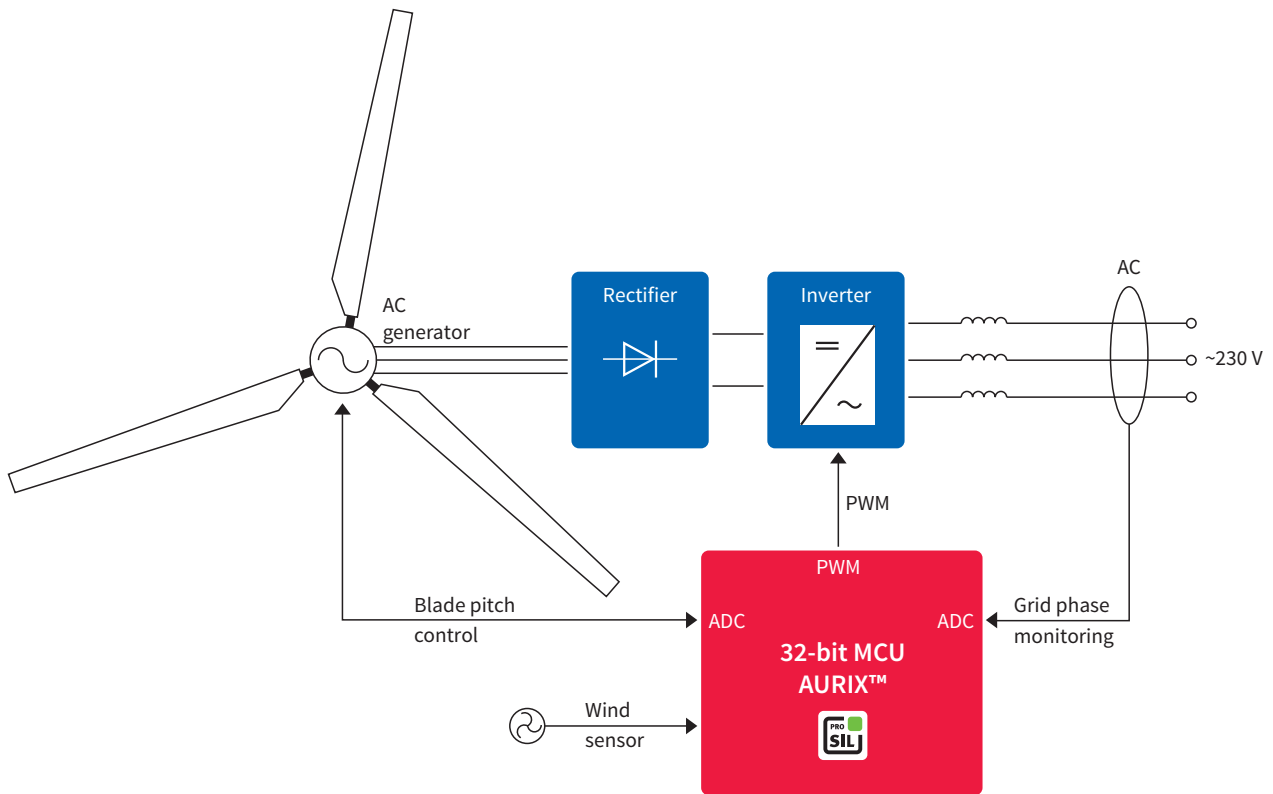 AC
generator
Rectifier
Inverter
AC
~230 V
PWM
PWM
Blade pitch
control
ADC
ADC
Grid phase
monitoring
32-bit MCU
AURIX™
Wind
sensor
PRO
SIL